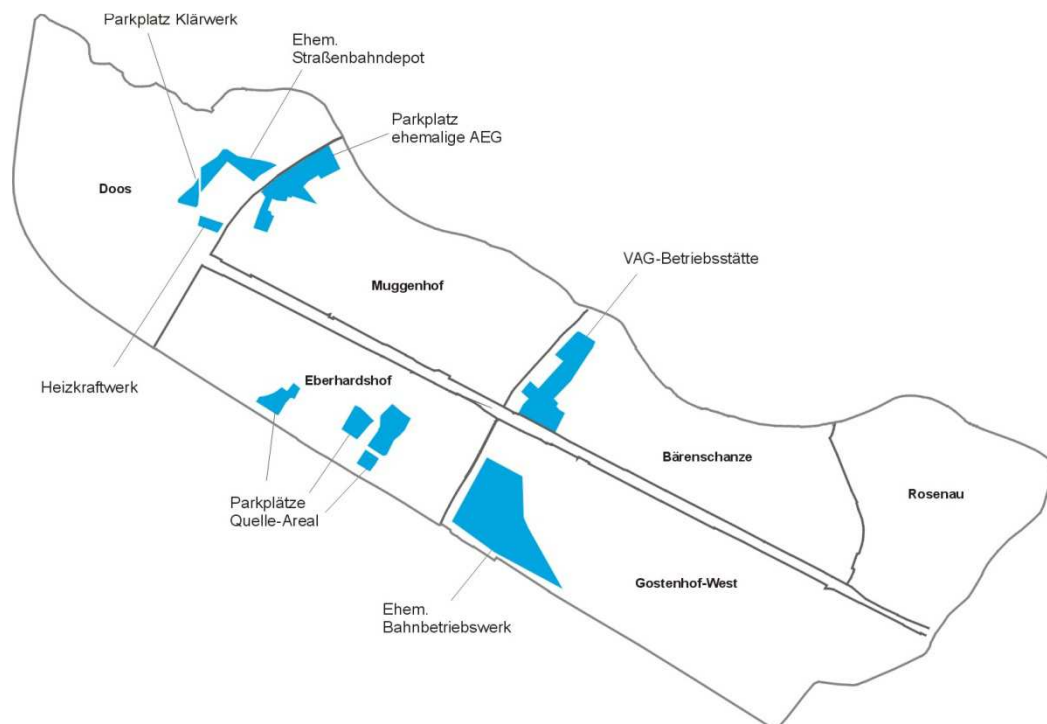 Parkplatz Klärwerk
Ehem.
Straßenbahndepot
Parkplatz
ehemalige AEG
Doos
VAG-Betriebsstätte
Muggenhof
Heizkraftwerk
Eberhardshof
Bärenschanze
Rosenau
Parkplätze
Quelle-Areal
Gostenhof-West
Ehem.
Bahnbetriebswerk